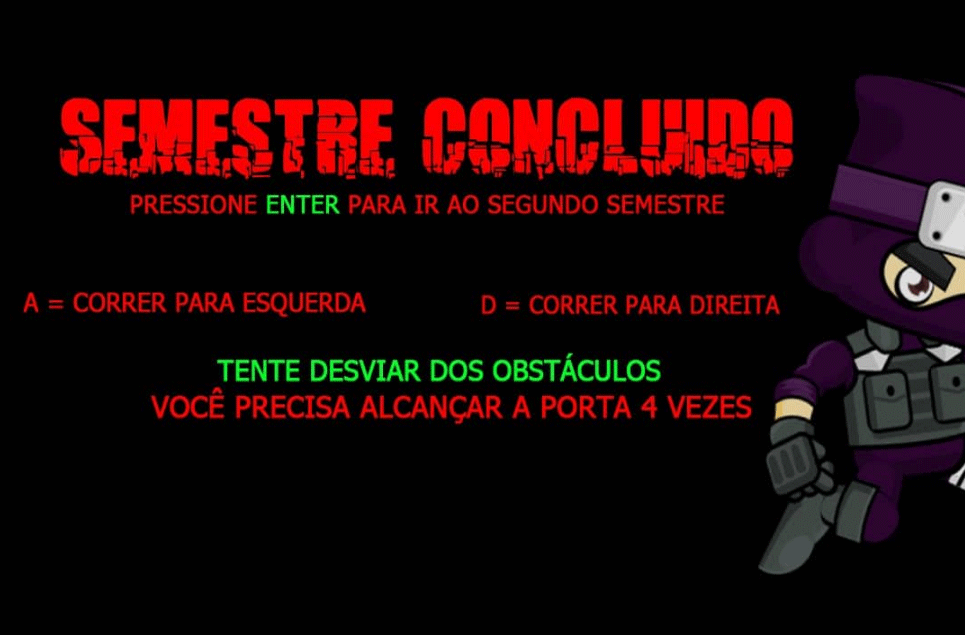 SEMESTRE CONCLUIDO
PRESSIONE ENTER PARA IR AO SEGUNDO SEMESTRE
A = CORRER PARA ESQUERDA
D = CORRER PARA DIREITA
TENTE DESVIAR DOS OBSTÁCULOS
VOCÊ PRECISA ALCANÇAR A PORTA 4 VEZES